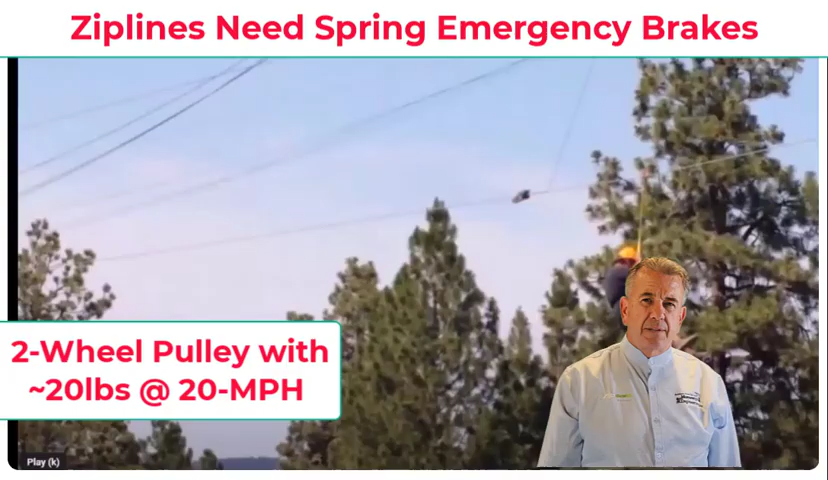 Ziplines Need Spring Emergency Brakes
2-Wheel Pulley with
~20lbs @ 20-MPH
Play (k)